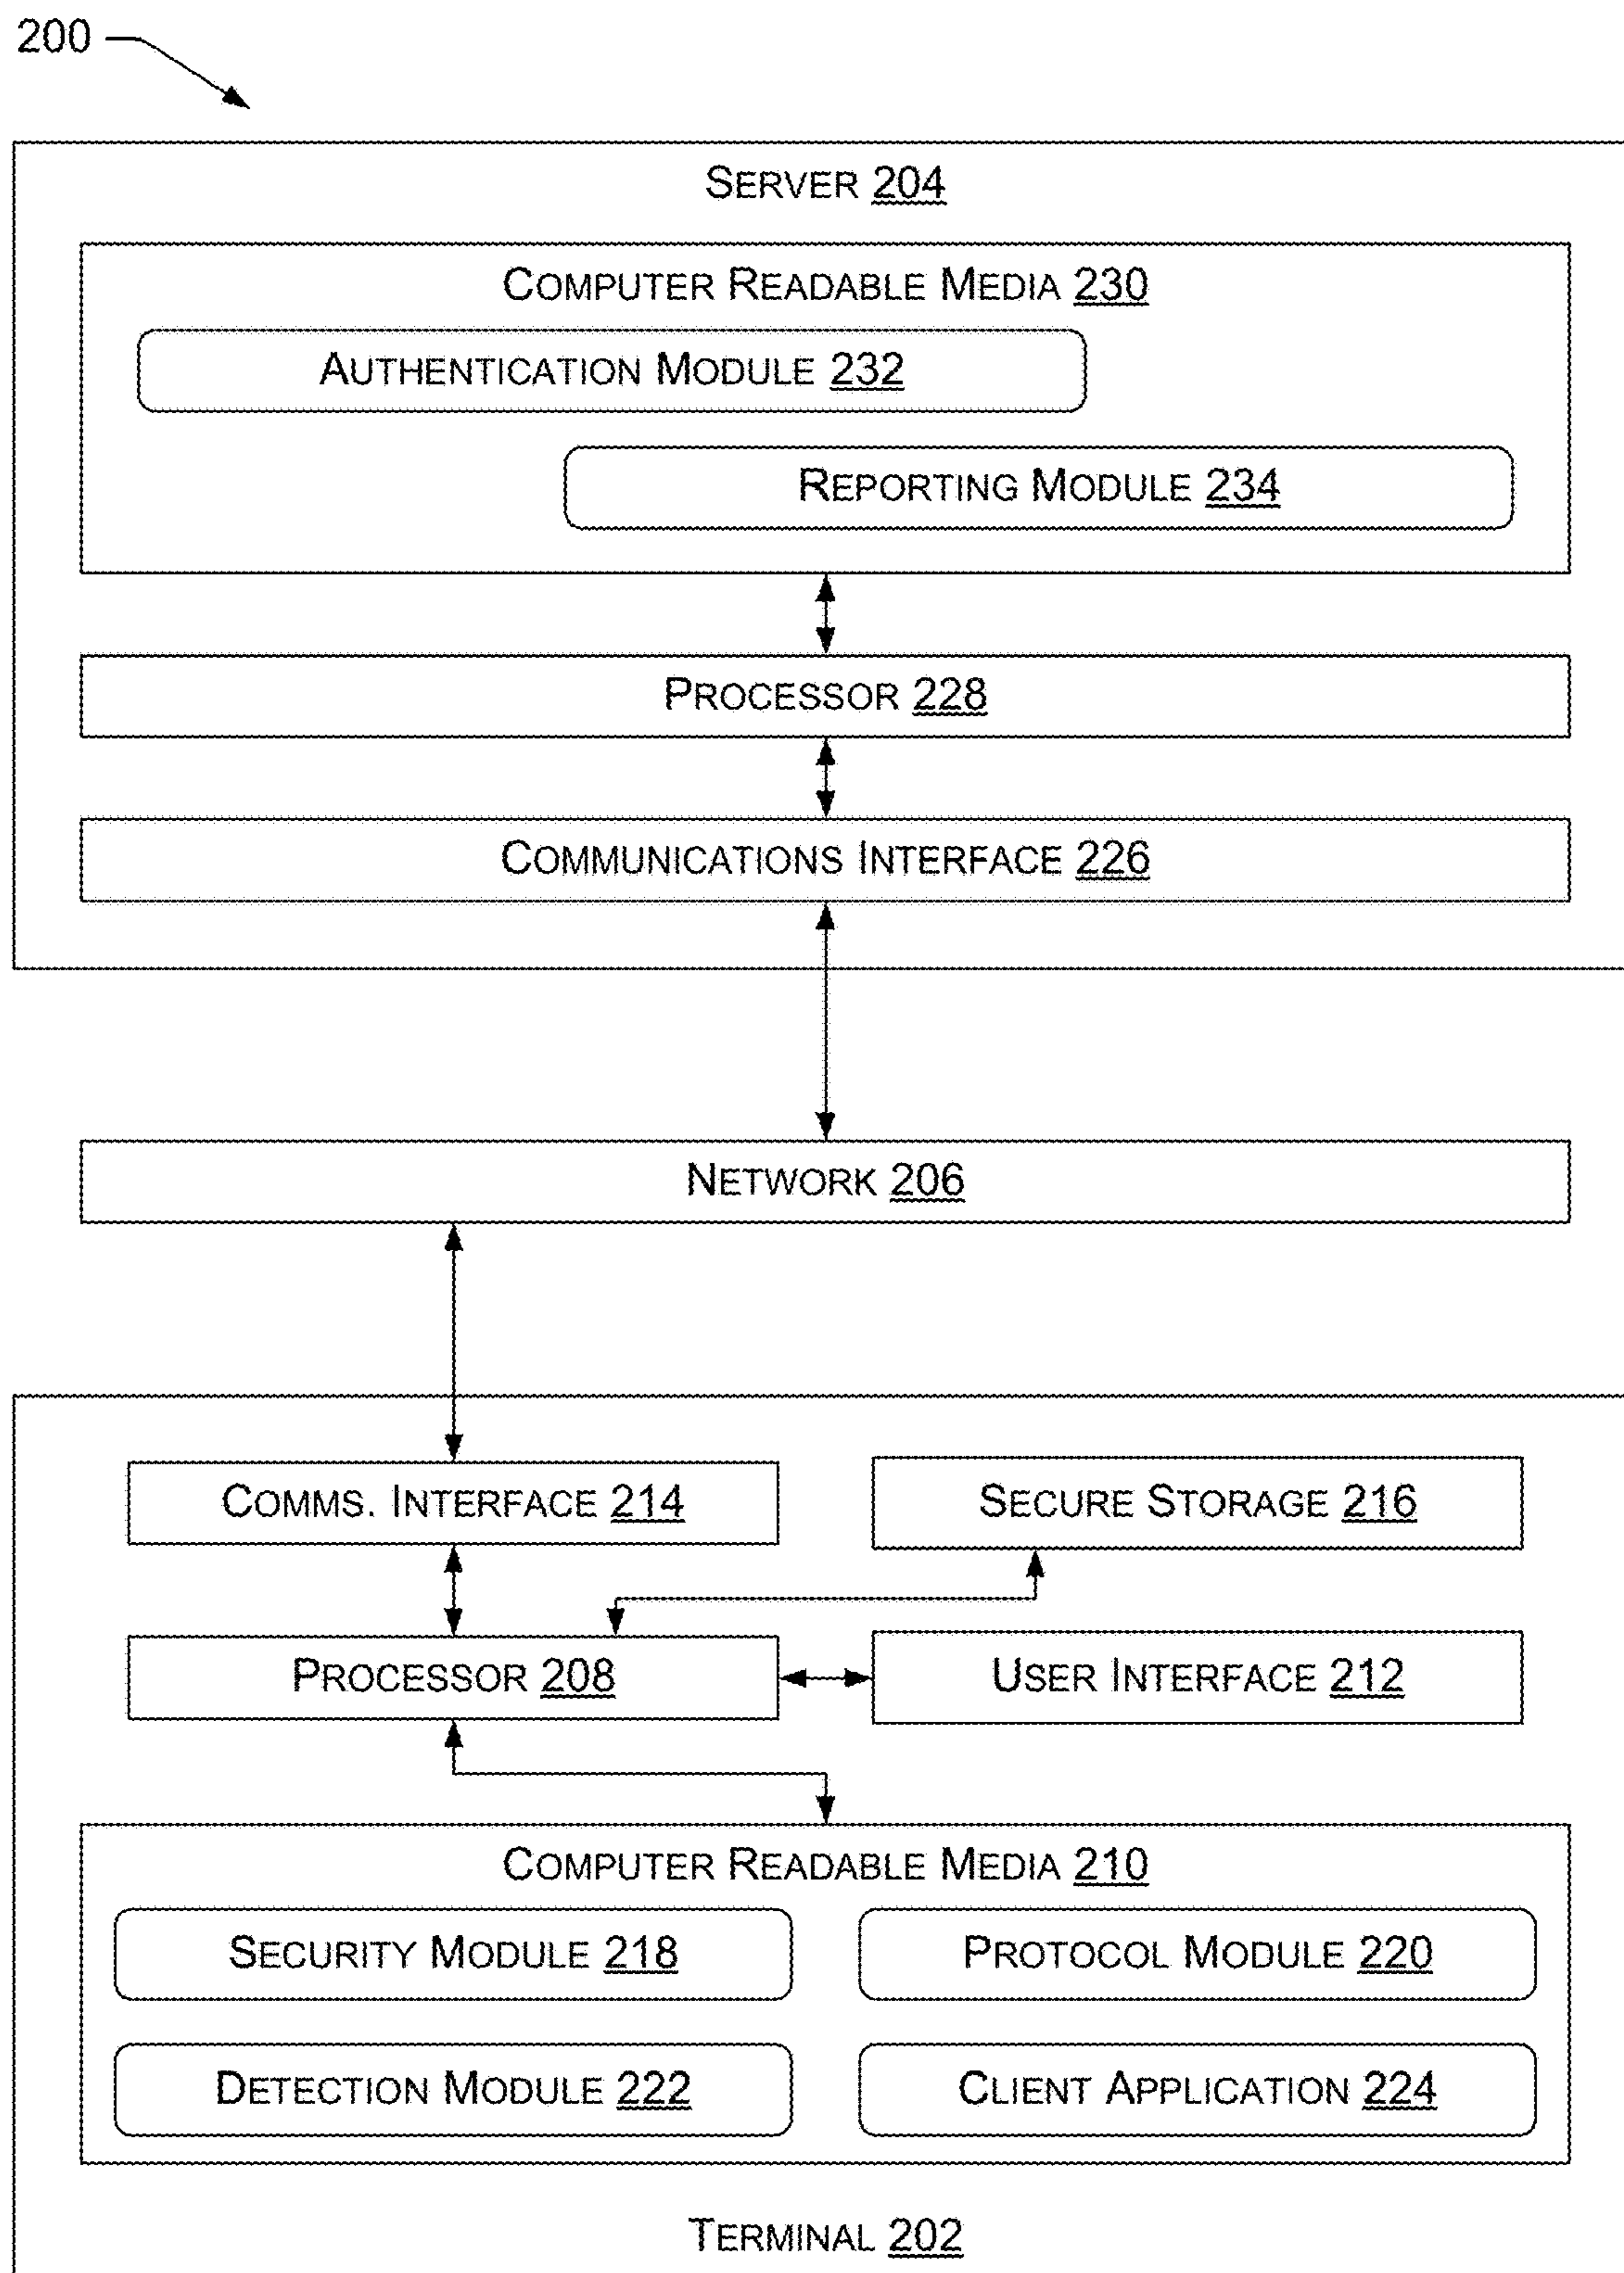 200
SERVER 204
COMPUTER READABLE MEDIA 230
AUTHENTICATION MODULE 232
REPORTING MODULE 234
PROCESSOR 228
COMMUNICATIONS INTERFACE 226
NETWORK 206
COMMS. INTERFACE 214
SECURE STORAGE 216
PROCESSOR 208
USER INTERFACE 212
COMPUTER READABLE MEDIA 210
SECURITY MODULE 218
PROTOCOL MODULE 220
DETECTION MODULE 222
CLIENT APPLICATION 224
TERMINAL 202